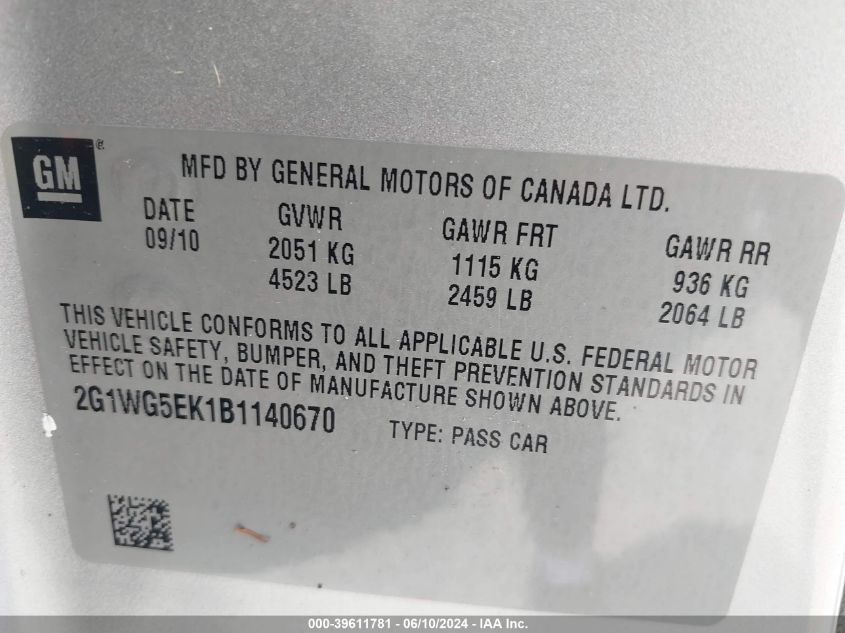 GM ®
MFD BY GENERAL MOTORS OF CANADA LTD.
DATE GVWR GAWR FRT GAWR RR
09/10 2051 KG 1115 KG 936 KG
4523 LB 2459 LB 2064 LB
THIS VEHICLE CONFORMS TO ALL APPLICABLE U.S. FEDERAL MOTOR
VEHICLE SAFETY, BUMPER, AND THEFT PREVENTION STANDARDS IN
EFFECT ON THE DATE OF MANUFACTURE SHOWN ABOVE.
2G1WG5EK1B1140670 TYPE: PASS CAR
000-39611781 - 06/10/2024 - IAA Inc.